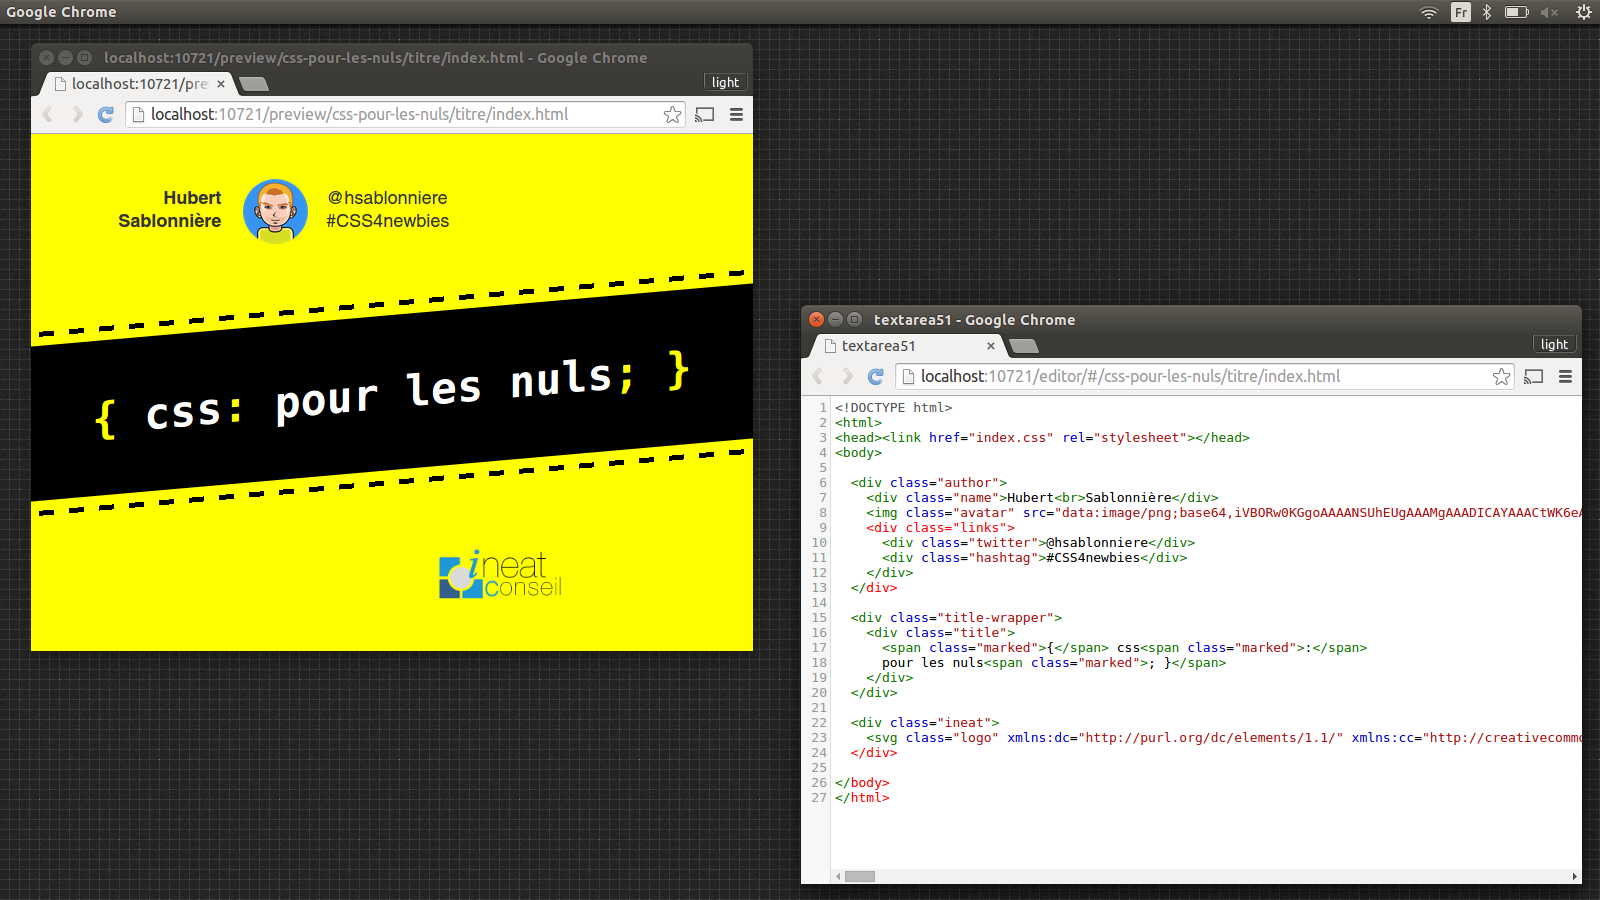 Google Chrome
Fr
localhost:10721/preview/css-pour-les-nuls/titre/index.html - Google Chrome
localhost:10721/pre
light
localhost:10721/preview/css-pour-les-nuls/titre/index.html
Hubert
Sablonnière
@hsablonniere
#CSS4newbies
{ css: pour les nuls; }
ineat
conseil
textarea51 - Google Chrome
textarea51
light
localhost:10721/editor/#/css-pour-les-nuls/titre/index.html
1 <!DOCTYPE html>
2 <html>
3 <head><link href="index.css" rel="stylesheet"></head>
4 <body>
5
6 <div class="author">
7 <div class="name">Hubert<br>Sablonnière</div>
8 <img class="avatar" src="data:image/png;base64,iVBORw0KGgoAAAANSUhEUgAAAMgAAADICAYAAACtWK6eA
9 <div class="links">
10 <div class="twitter">@hsablonniere</div>
11 <div class="hashtag">#CSS4newbies</div>
12 </div>
13 </div>
14
15 <div class="title-wrapper">
16 <div class="title">
17 <span class="marked">{</span> css<span class="marked">:</span>
18 pour les nuls<span class="marked">; }</span>
19 </div>
20 </div>
21
22 <div class="ineat">
23 <svg class="logo" xmlns:dc="http://purl.org/dc/elements/1.1/" xmlns:cc="http://creativecommo
24 </div>
25
26 </body>
27 </html>